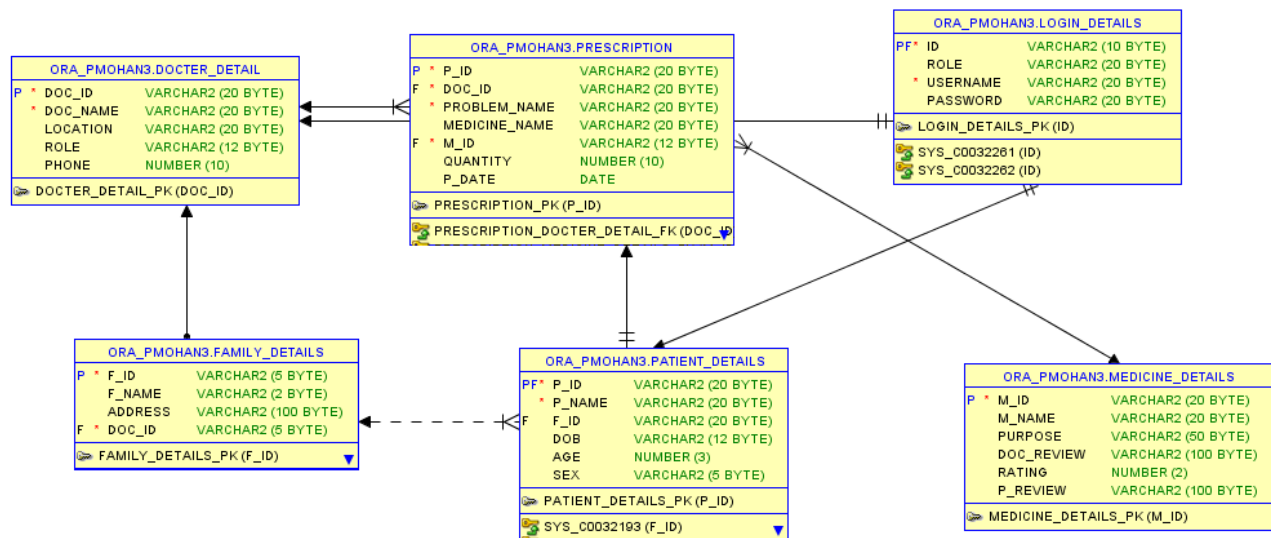 ORA_PMOHAN3.DOCTER_DETAIL
P * DOC_ID VARCHAR2 (20 BYTE)
* DOC_NAME VARCHAR2 (20 BYTE)
LOCATION VARCHAR2 (20 BYTE)
ROLE VARCHAR2 (12 BYTE)
PHONE NUMBER (10)
DOCTER_DETAIL_PK (DOC_ID)
ORA_PMOHAN3.PRESCRIPTION
P * P_ID VARCHAR2 (20 BYTE)
F * DOC_ID VARCHAR2 (20 BYTE)
* PROBLEM_NAME VARCHAR2 (20 BYTE)
MEDICINE_NAME VARCHAR2 (20 BYTE)
F * M_ID VARCHAR2 (12 BYTE)
QUANTITY NUMBER (10)
P_DATE DATE
PRESCRIPTION_PK (P_ID)
PRESCRIPTION_DOCTER_DETAIL_FK (DOC_ID
ORA_PMOHAN3.LOGIN_DETAILS
PF* ID VARCHAR2 (10 BYTE)
ROLE VARCHAR2 (20 BYTE)
* USERNAME VARCHAR2 (20 BYTE)
PASSWORD VARCHAR2 (20 BYTE)
LOGIN_DETAILS_PK (ID)
SYS_C0032261 (ID)
SYS_C0032262 (ID)
ORA_PMOHAN3.FAMILY_DETAILS
P * F_ID VARCHAR2 (5 BYTE)
F_NAME VARCHAR2 (2 BYTE)
ADDRESS VARCHAR2 (100 BYTE)
F * DOC_ID VARCHAR2 (5 BYTE)
FAMILY_DETAILS_PK (F_ID)
ORA_PMOHAN3.PATIENT_DETAILS
PF* P_ID VARCHAR2 (20 BYTE)
* P_NAME VARCHAR2 (20 BYTE)
F F_ID VARCHAR2 (20 BYTE)
DOB VARCHAR2 (12 BYTE)
AGE NUMBER (3)
SEX VARCHAR2 (5 BYTE)
PATIENT_DETAILS_PK (P_ID)
SYS_C0032193 (F_ID)
ORA_PMOHAN3.MEDICINE_DETAILS
P * M_ID VARCHAR2 (20 BYTE)
M_NAME VARCHAR2 (20 BYTE)
PURPOSE VARCHAR2 (50 BYTE)
DOC_REVIEW VARCHAR2 (100 BYTE)
RATING NUMBER (2)
P_REVIEW VARCHAR2 (100 BYTE)
MEDICINE_DETAILS_PK (M_ID)